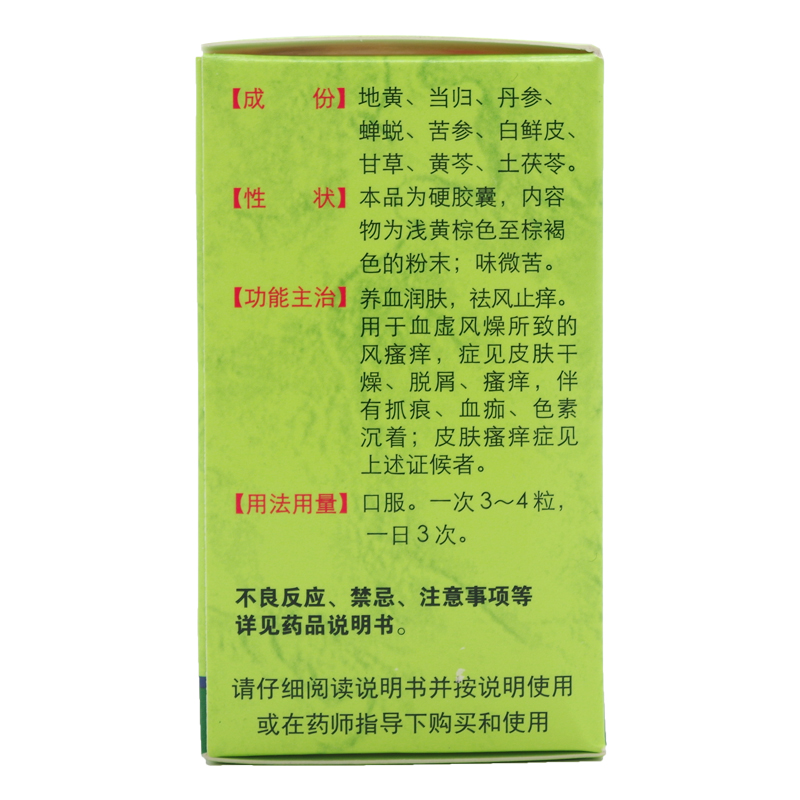 【成　份】地黄、当归、丹参、
蝉蜕、苦参、白鲜皮、
甘草、黄芩、土茯苓。
【性　状】本品为硬胶囊，内容
物为浅黄棕色至棕褐
色的粉末；味微苦。
【功能主治】养血润肤，祛风止痒。
用于血虚风燥所致的
风瘙痒，症见皮肤干
燥、脱屑、瘙痒，伴
有抓痕、血痂、色素
沉着；皮肤瘙痒症见
上述证候者。
【用法用量】口服。一次3～4粒，
一日3次。
不良反应、禁忌、注意事项等
详见药品说明书。
请仔细阅读说明书并按说明使用
或在药师指导下购买和使用